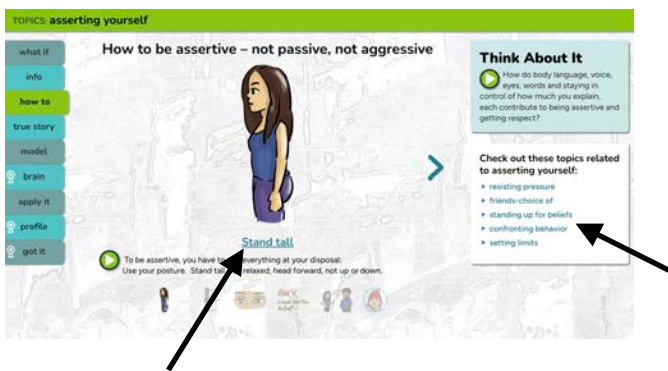 TOPICS: asserting yourself
what if
info
how to
true story
model
brain
apply it
profile
got it
How to be assertive – not passive, not aggressive
Stand tall
To be assertive, you have to everything at your disposal:
Use your posture. Stand tall relaxed; head forward, not up or down.
Think About It
How do body language, voice,
eyes, words and staying in
control of how much you explain,
each contribute to being assertive and
getting respect?
Check out these topics related
to asserting yourself:
resisting pressure
friends-choice of
standing up for beliefs
confronting behavior
setting limits